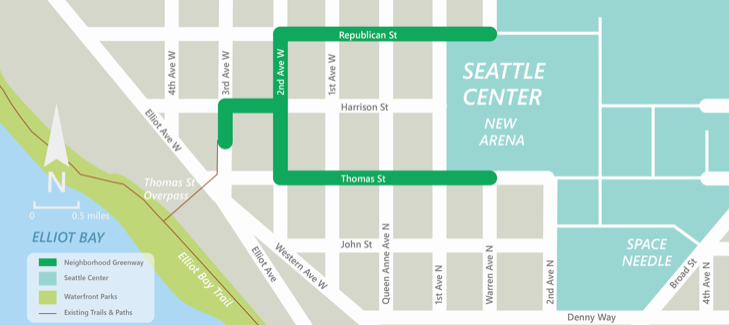 Republican St
4th Ave W
3rd Ave W
2nd Ave W
1st Ave W
SEATTLE
CENTER
NEW
ARENA
Harrison St
Elliot Ave W
Thomas St
Overpass
Thomas St
N
0
0.5 miles
ELLIOT BAY
Neighborhood Greenway
Seattle Center
Waterfront Parks
Existing Trails & Paths
Elliot Bay Trail
Elliot Ave
Western Ave W
John St
Queen Anne Ave N
1st Ave N
Warren Ave N
2nd Ave N
SPACE
NEEDLE
Broad St
4th Ave N
Denny Way